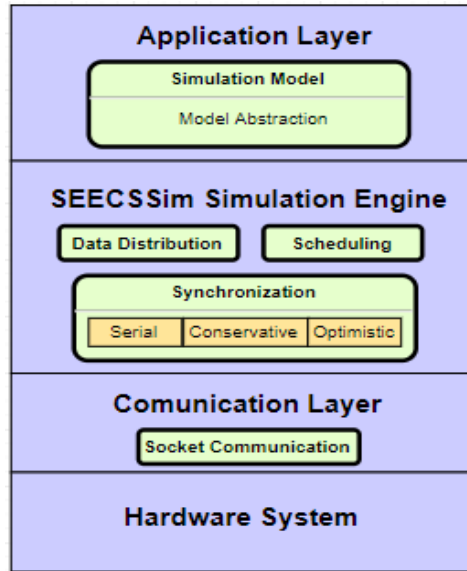 Application Layer
Simulation Model
Model Abstraction
SEECSSim Simulation Engine
Data Distribution
Scheduling
Synchronization
Serial Conservative Optimistic
Comunication Layer
Socket Communication
Hardware System